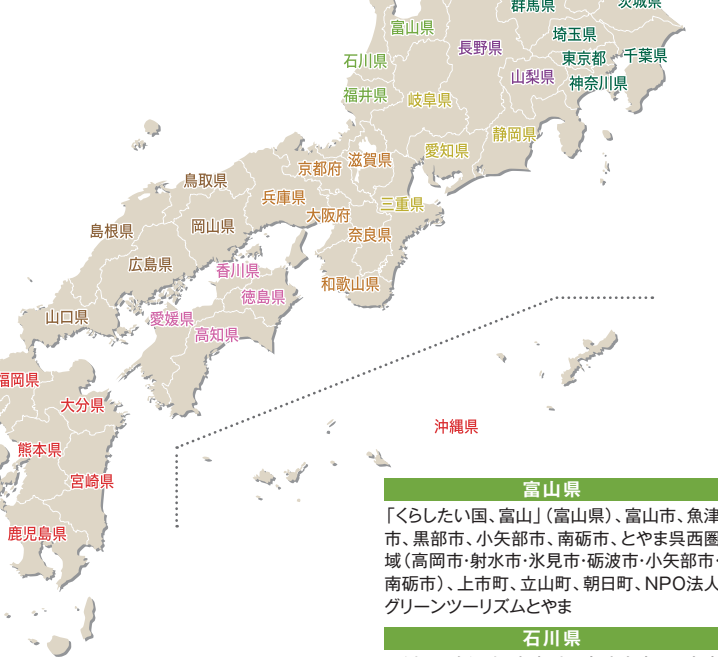 群馬県
茨城県
富山県
埼玉県
長野県
石川県
東京都
千葉県
山梨県
神奈川県
福井県
岐阜県
静岡県
愛知県
滋賀県
京都府
鳥取県
兵庫県
三重県
大阪府
岡山県
島根県
奈良県
広島県
香川県
和歌山県
徳島県
山口県
愛媛県
高知県
福岡県
大分県
沖縄県
熊本県
宮崎県
鹿児島県
富山県
「くらしたい国、富山」（富山県）、富山市、魚津
市、黒部市、小矢部市、南砺市、とやま呉西圏
域（高岡市・射水市・氷見市・砺波市・小矢部市・
南砺市）、上市町、立山町、朝日町、NPO法人
グリーンツーリズムとやま
石川県